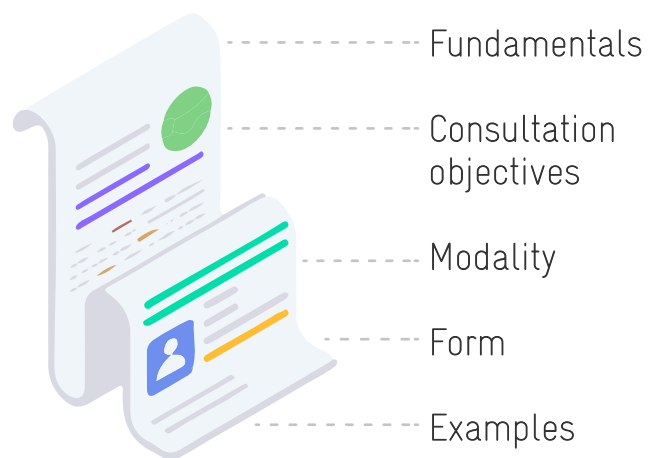 Fundamentals
Consultation
objectives
Modality
Form
Examples